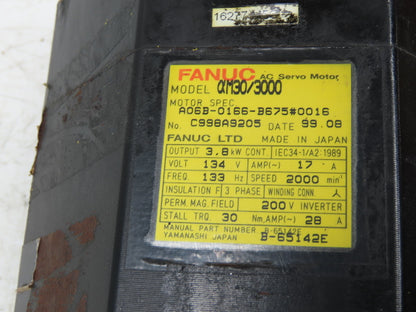 FANUC AC Servo Motor
MODEL αM30/3000
MOTOR SPEC.
A06B-0166-B675#0016
No. C998A9205 DATE 99.08
FANUC LTD MADE IN JAPAN
OUTPUT 3.8 kW CONT. IEC34-1/A2 1989
VOLT 134 V AMP(~) 17 A
FREQ. 133 Hz SPEED 2000 min⁻¹
INSULATION F 3 PHASE WINDING CONN. 人
PERM. MAG. FIELD 200 V INVERTER
STALL TRQ 30 Nm, AMP(~) 28 A
MANUAL PART NUMBER B-65142E
YAMANASHI JAPAN B-65142E